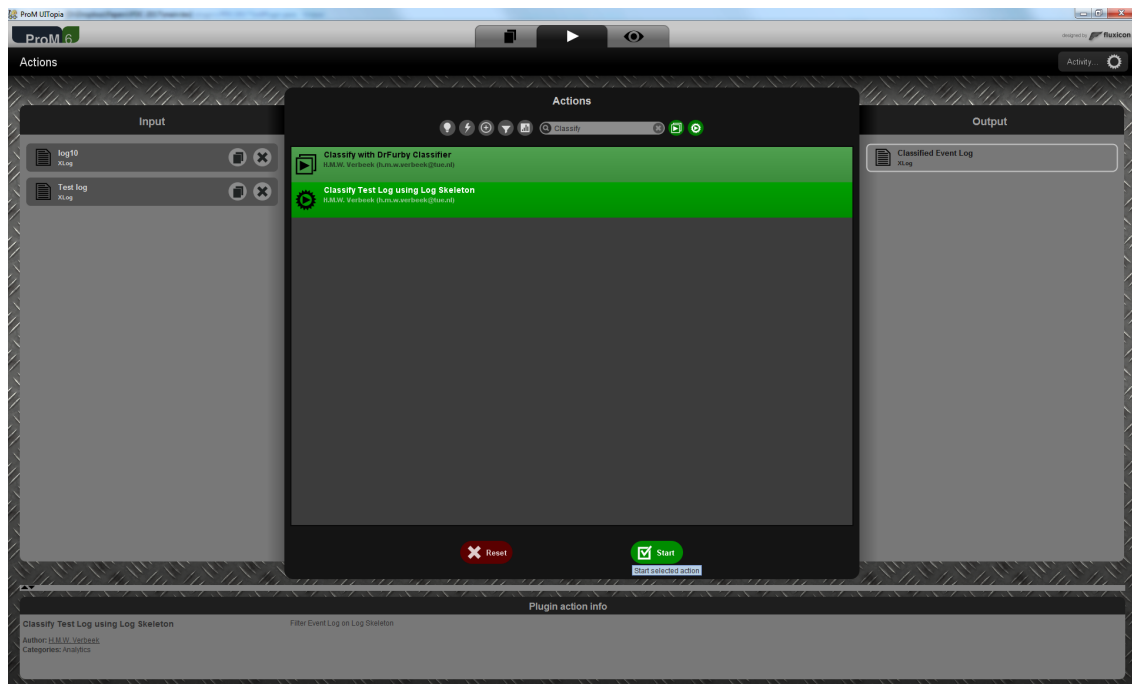 ProM UITopia
ProM 6
designed by fluxicon
Actions
Activity...
Input
Actions
Output
Classify
log10
XLog
Test log
XLog
Classify with DrFurby Classifier
H.M.W. Verbeek (h.m.w.verbeek@tue.nl)
Classify Test Log using Log Skeleton
H.M.W. Verbeek (h.m.w.verbeek@tue.nl)
Classified Event Log
XLog
Reset
Start
Start selected action
Plugin action info
Classify Test Log using Log Skeleton
Filter Event Log on Log Skeleton
Author: H.M.W. Verbeek
Categories: Analytics